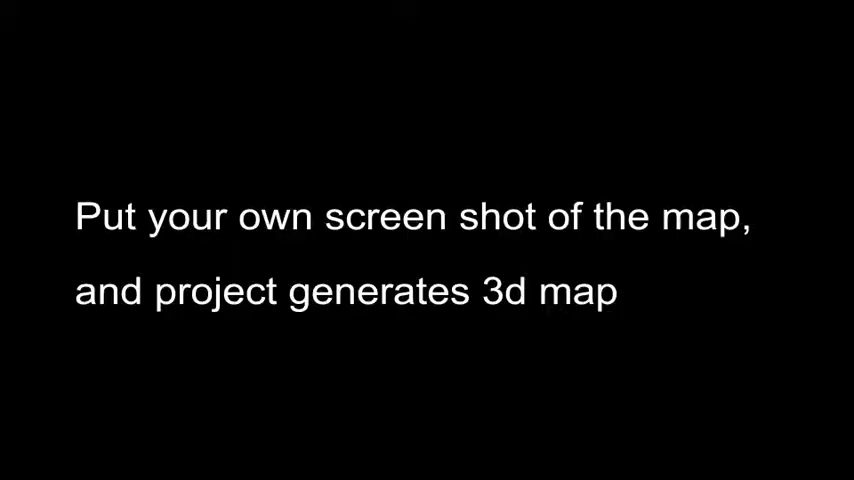 Put your own screen shot of the map,
and project generates 3d map